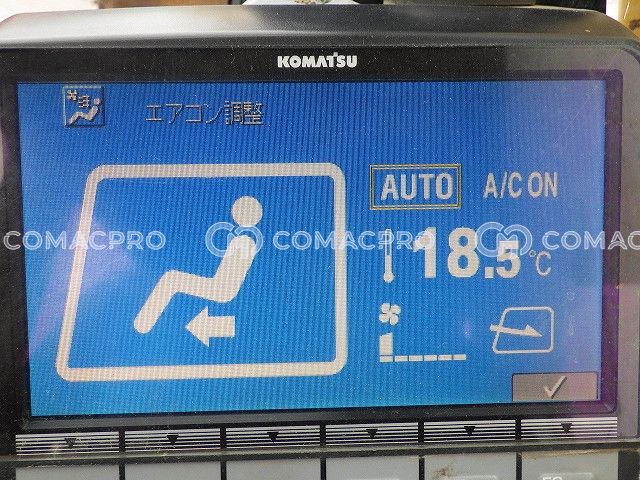 KOMATSU
エアコン調整
AUTO A/C ON
COMACPRO COMACPRO COMACPRO
18.5℃